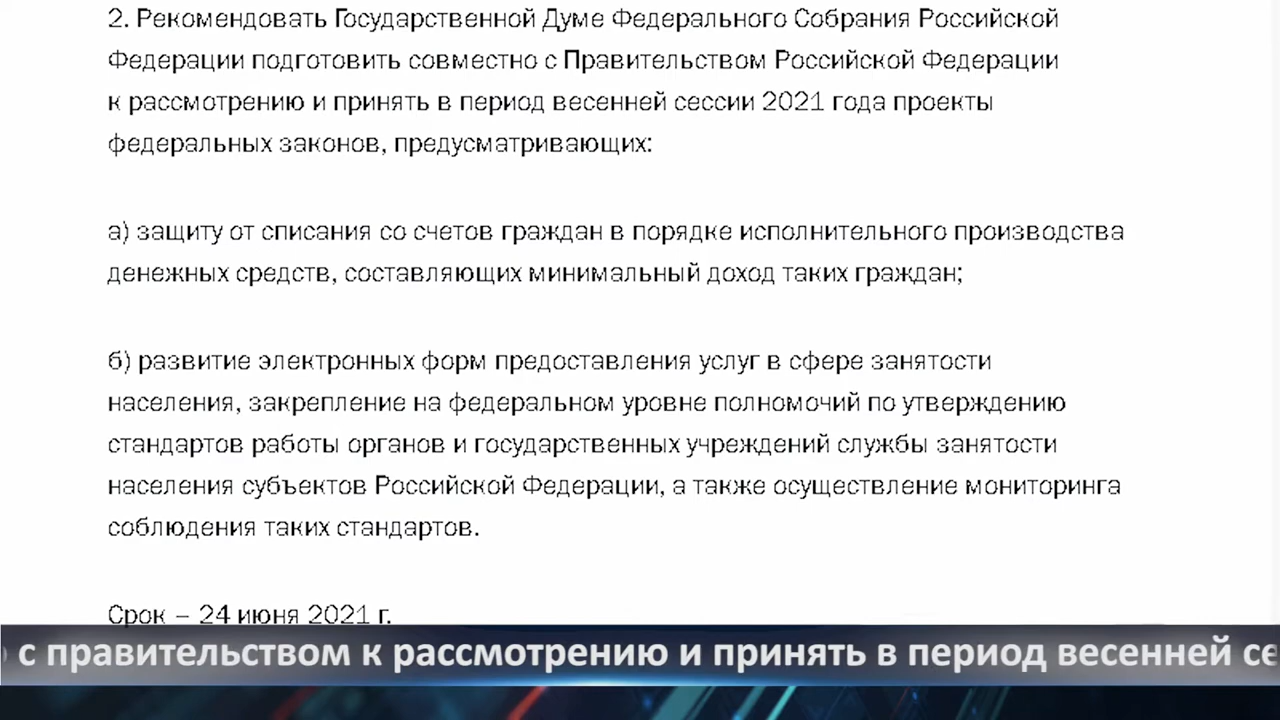 2. Рекомендовать Государственной Думе Федерального Собрания Российской
Федерации подготовить совместно с Правительством Российской Федерации
к рассмотрению и принять в период весенней сессии 2021 года проекты
федеральных законов, предусматривающих:
а) защиту от списания со счетов граждан в порядке исполнительного производства
денежных средств, составляющих минимальный доход таких граждан;
б) развитие электронных форм предоставления услуг в сфере занятости
населения, закрепление на федеральном уровне полномочий по утверждению
стандартов работы органов и государственных учреждений службы занятости
населения субъектов Российской Федерации, а также осуществление мониторинга
соблюдения таких стандартов.
Срок – 24 июня 2021 г.
с правительством к рассмотрению и принять в период весенней се